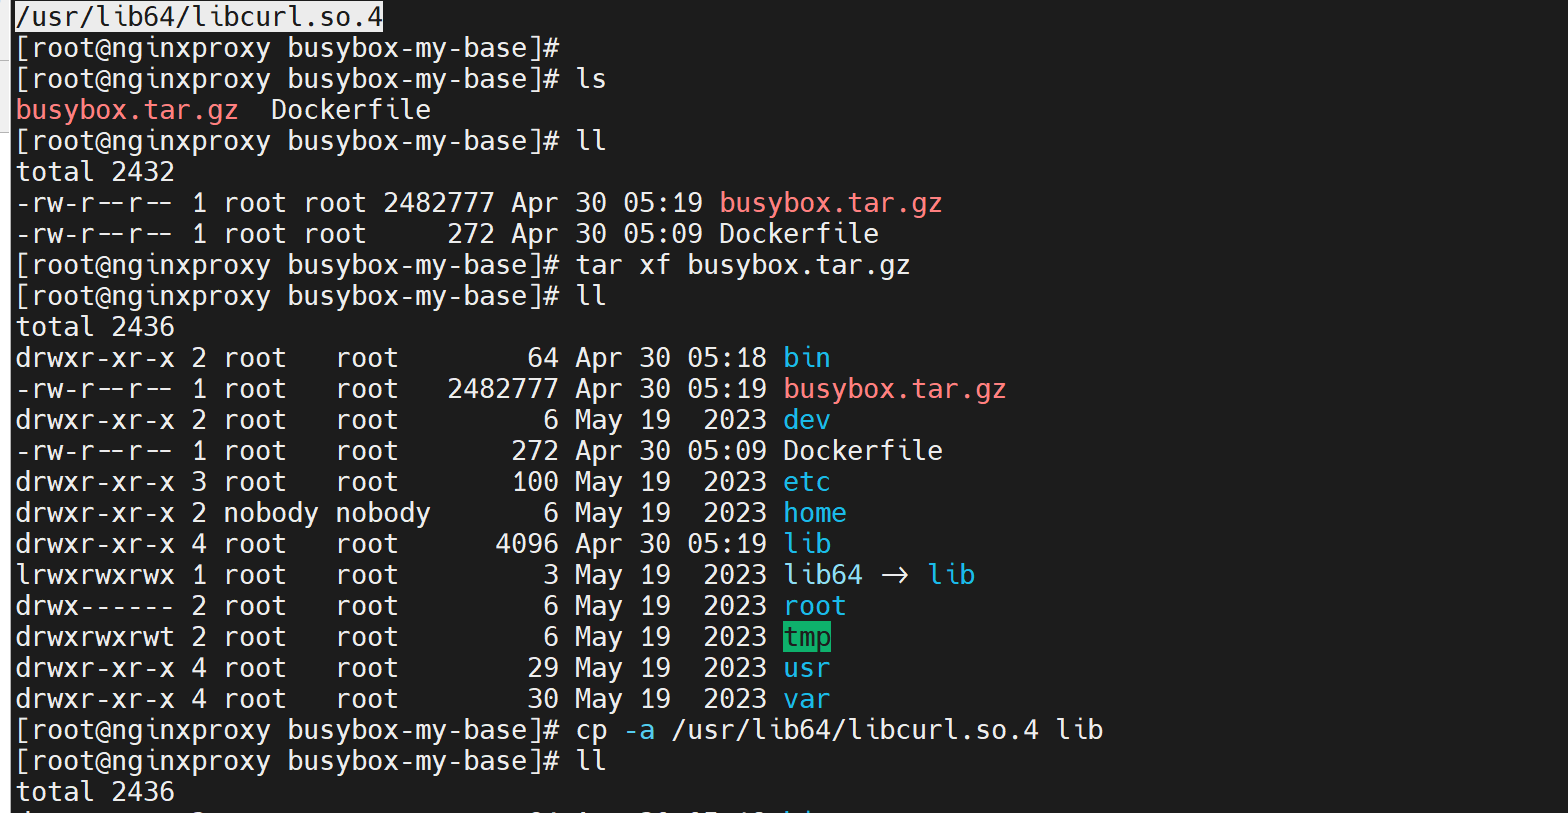 /usr/lib64/libcurl.so.4
[root@nginxproxy busybox-my-base]#
[root@nginxproxy busybox-my-base]# ls
busybox.tar.gz  Dockerfile
[root@nginxproxy busybox-my-base]# ll
total 2432
-rw-r--r-- 1 root root 2482777 Apr 30 05:19 busybox.tar.gz
-rw-r--r-- 1 root root     272 Apr 30 05:09 Dockerfile
[root@nginxproxy busybox-my-base]# tar xf busybox.tar.gz
[root@nginxproxy busybox-my-base]# ll
total 2436
drwxr-xr-x 2 root   root        64 Apr 30 05:18 bin
-rw-r--r-- 1 root   root   2482777 Apr 30 05:19 busybox.tar.gz
drwxr-xr-x 2 root   root         6 May 19  2023 dev
-rw-r--r-- 1 root   root       272 Apr 30 05:09 Dockerfile
drwxr-xr-x 3 root   root       100 May 19  2023 etc
drwxr-xr-x 2 nobody nobody       6 May 19  2023 home
drwxr-xr-x 4 root   root      4096 Apr 30 05:19 lib
lrwxrwxrwx 1 root   root         3 May 19  2023 lib64 -> lib
drwx------ 2 root   root         6 May 19  2023 root
drwxrwxrwt 2 root   root         6 May 19  2023 tmp
drwxr-xr-x 4 root   root        29 May 19  2023 usr
drwxr-xr-x 4 root   root        30 May 19  2023 var
[root@nginxproxy busybox-my-base]# cp -a /usr/lib64/libcurl.so.4 lib
[root@nginxproxy busybox-my-base]# ll
total 2436